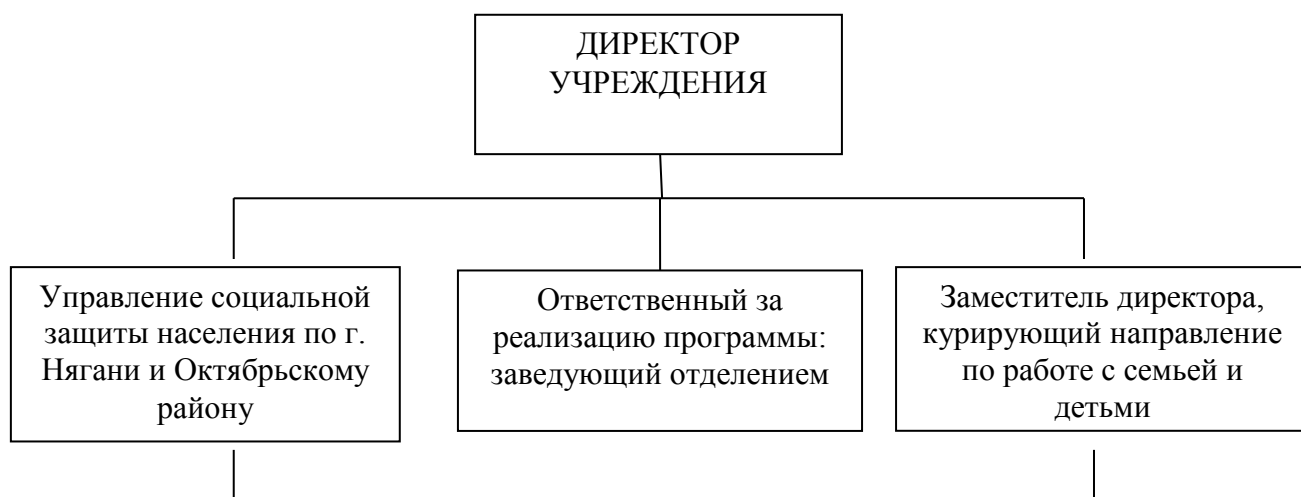 ДИРЕКТОР
УЧРЕЖДЕНИЯ
Управление социальной
защиты населения по г.
Нягани и Октябрьскому
району
Ответственный за
реализацию программы:
заведующий отделением
Заместитель директора,
курирующий направление
по работе с семьей и
детьми